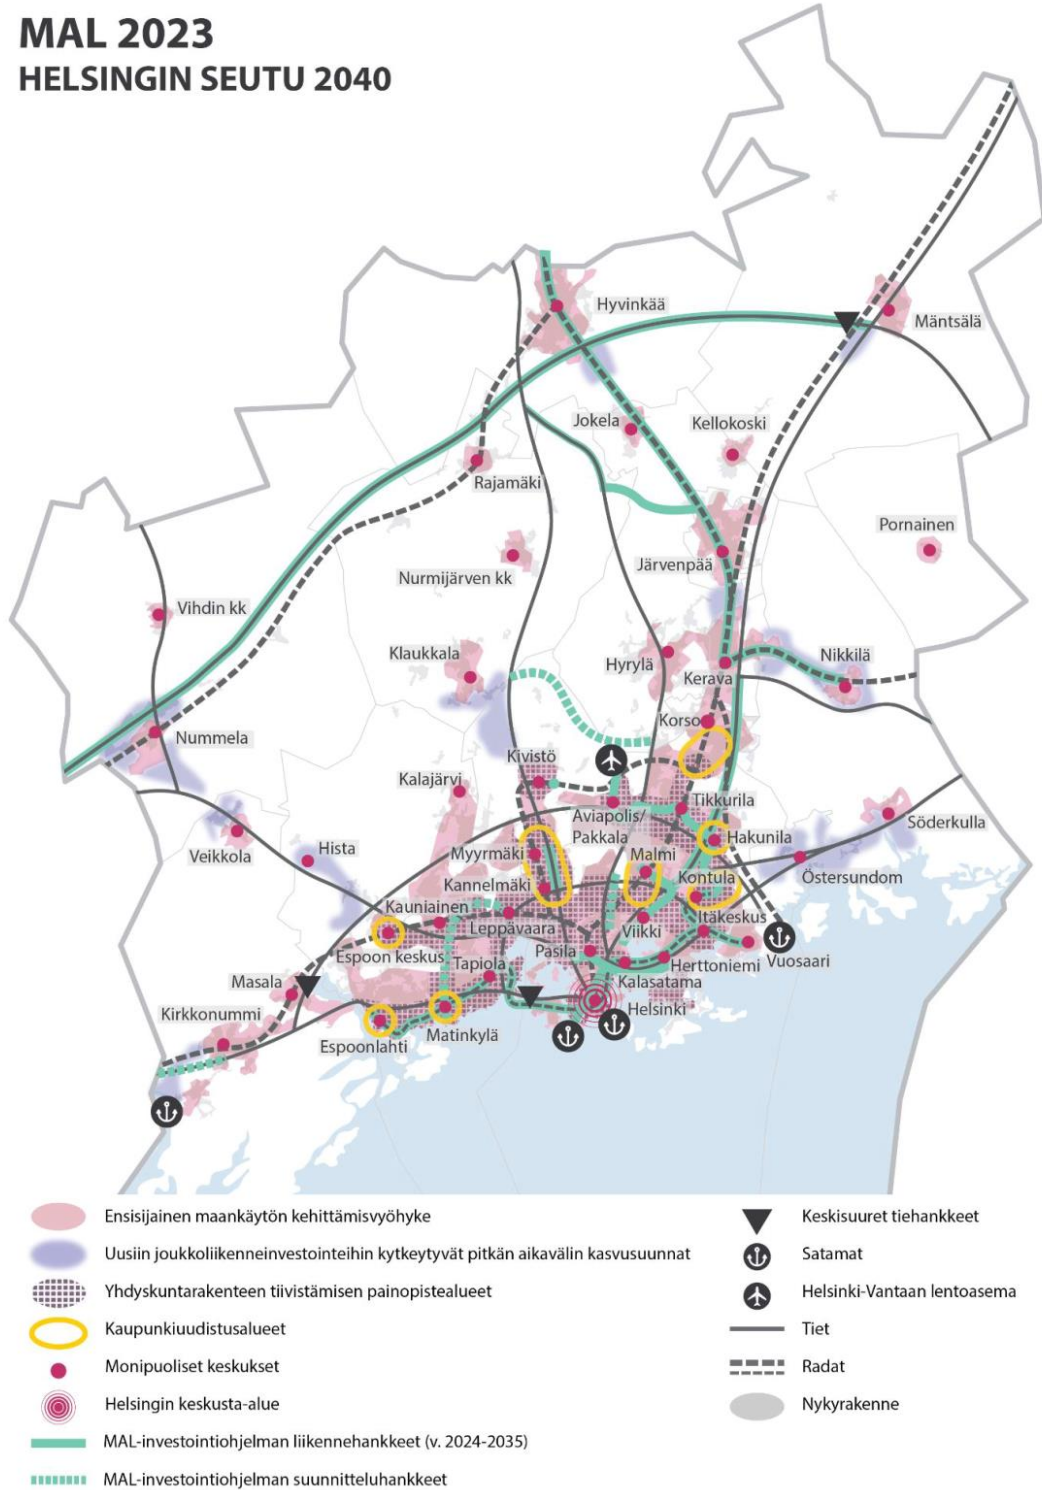 MAL 2023
HELSINGIN SEUTU 2040
Hyvinkää
Mäntsälä
Jokela
Kellokoski
Rajamäki
Pornainen
Nurmijärven kk
Järvenpää
Vihdin kk
Klaukkala
Hyrylä
Nikkilä
Kerava
Korso
Nummela
Kivistö
Kalajärvi
Tikkurila
Aviapolis/
Pakkala
Söderkulla
Hakunila
Veikkola
Hista
Myyrmäki
Malmi
Kontula
Östersundom
Kannelmäki
Kauniainen
Itäkeskus
Leppävaara
Viikki
Espoon keskus
Pasila
Vuosaari
Tapiola
Herttoniemi
Masala
Kalasatama
Kirkkonummi
Helsinki
Matinkylä
Espoonlahti
Ensisijainen maankäytön kehittämisvyöhyke
Uusiin joukkoliikenneinvestointeihin kytkeytyvät pitkän aikavälin kasvusuunnat
Yhdyskuntarakenteen tiivistämisen painopistealueet
Kaupunkiuudistusalueet
Monipuoliset keskukset
Helsingin keskusta-alue
MAL-investointiohjelman liikennehankkeet (v. 2024-2035)
MAL-investointiohjelman suunnitteluhankkeet
Keskisuuret tiehankkeet
Satamat
Helsinki-Vantaan lentoasema
Tiet
Radat
Nykyrakenne